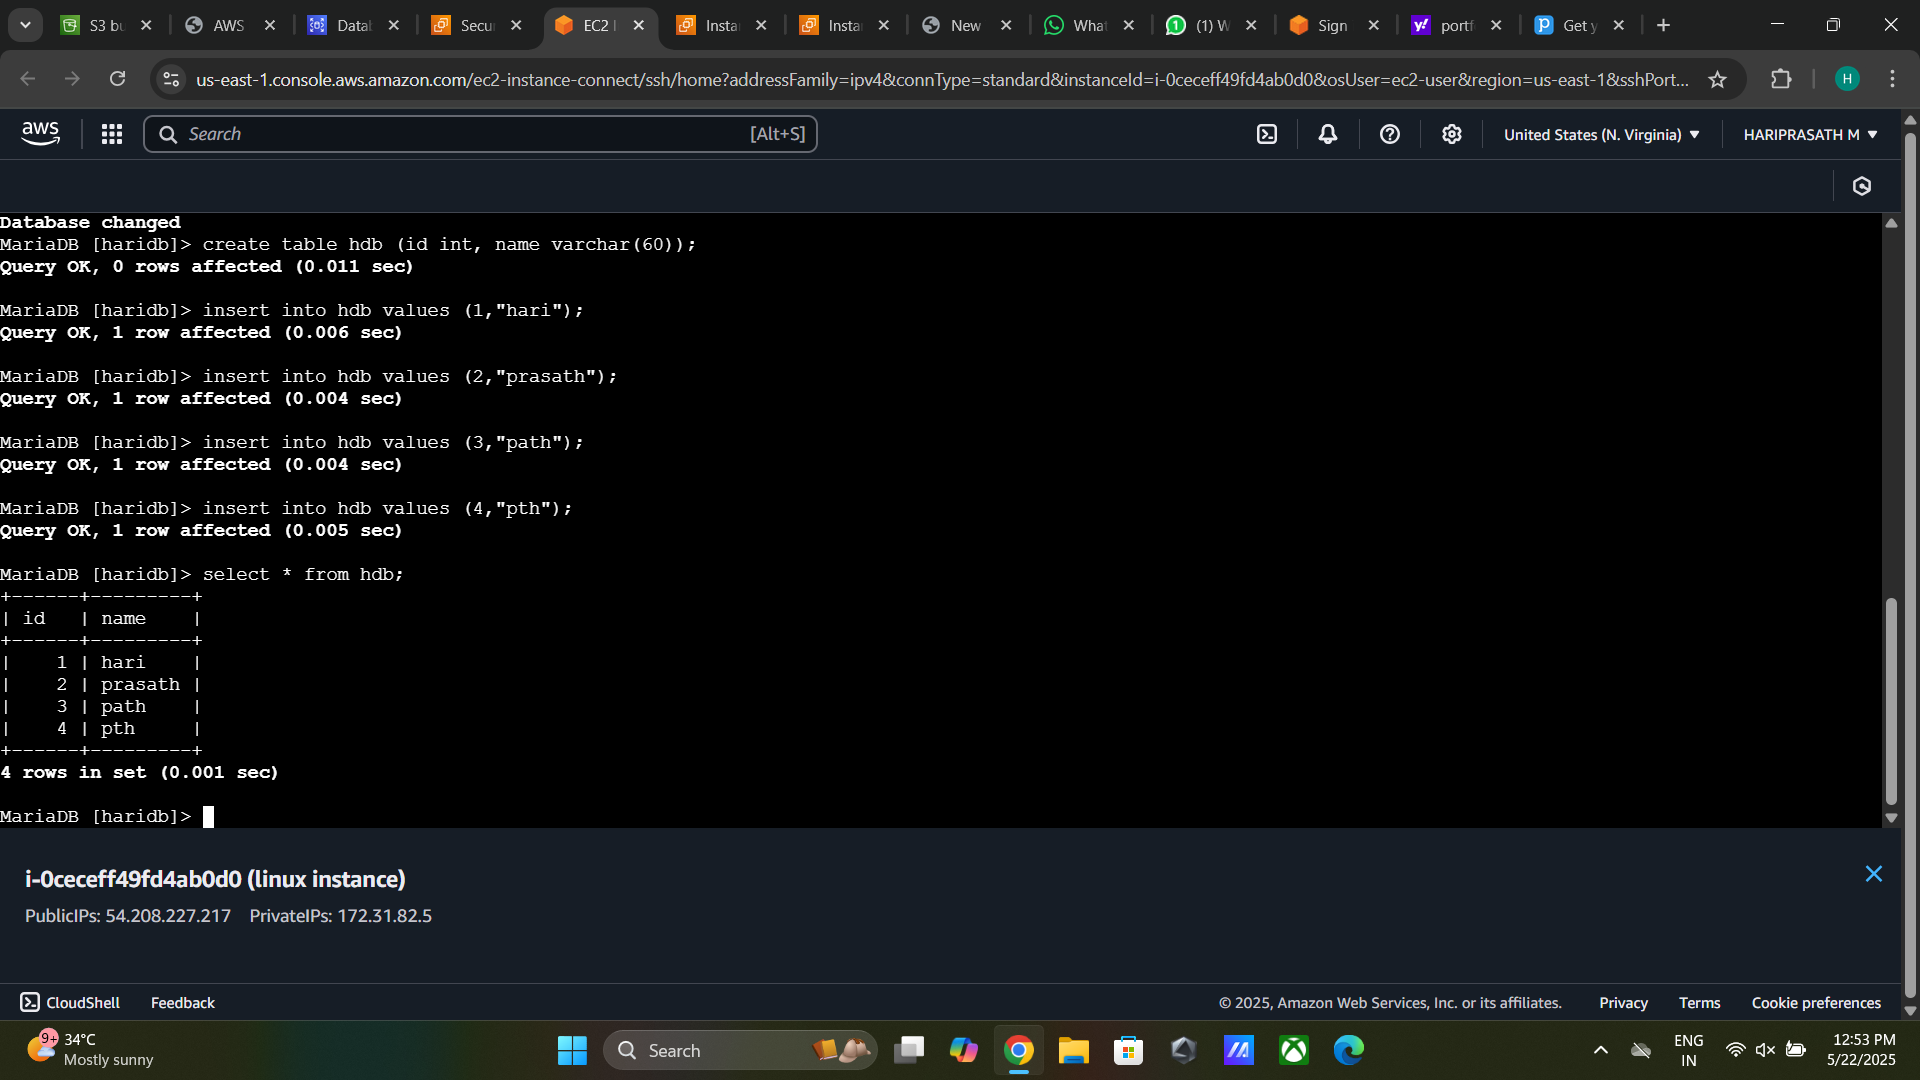 S3 bu
AWS
Datab
Secur
EC2 I
Instan
Instan
New
What
(1) W
Sign
portf
Get y
us-east-1.console.aws.amazon.com/ec2-instance-connect/ssh/home?addressFamily=ipv4&connType=standard&instanceId=i-0ceceff49fd4ab0d0&osUser=ec2-user&region=us-east-1&sshPort...
H
aws
Search
[Alt+S]
United States (N. Virginia)
HARIPRASATH M
Database changed
MariaDB [haridb]> create table hdb (id int, name varchar(60));
Query OK, 0 rows affected (0.011 sec)
MariaDB [haridb]> insert into hdb values (1,"hari");
Query OK, 1 row affected (0.006 sec)
MariaDB [haridb]> insert into hdb values (2,"prasath");
Query OK, 1 row affected (0.004 sec)
MariaDB [haridb]> insert into hdb values (3,"path");
Query OK, 1 row affected (0.004 sec)
MariaDB [haridb]> insert into hdb values (4,"pth");
Query OK, 1 row affected (0.005 sec)
MariaDB [haridb]> select * from hdb;
+------+---------+
| id   | name    |
+------+---------+
|    1 | hari    |
|    2 | prasath |
|    3 | path    |
|    4 | pth     |
+------+---------+
4 rows in set (0.001 sec)
MariaDB [haridb]>
i-0ceceff49fd4ab0d0 (linux instance)
PublicIPs: 54.208.227.217 PrivateIPs: 172.31.82.5
CloudShell
Feedback
© 2025, Amazon Web Services, Inc. or its affiliates.
Privacy
Terms
Cookie preferences
9+
34°C
Mostly sunny
Search
ENG
IN
12:53 PM
5/22/2025